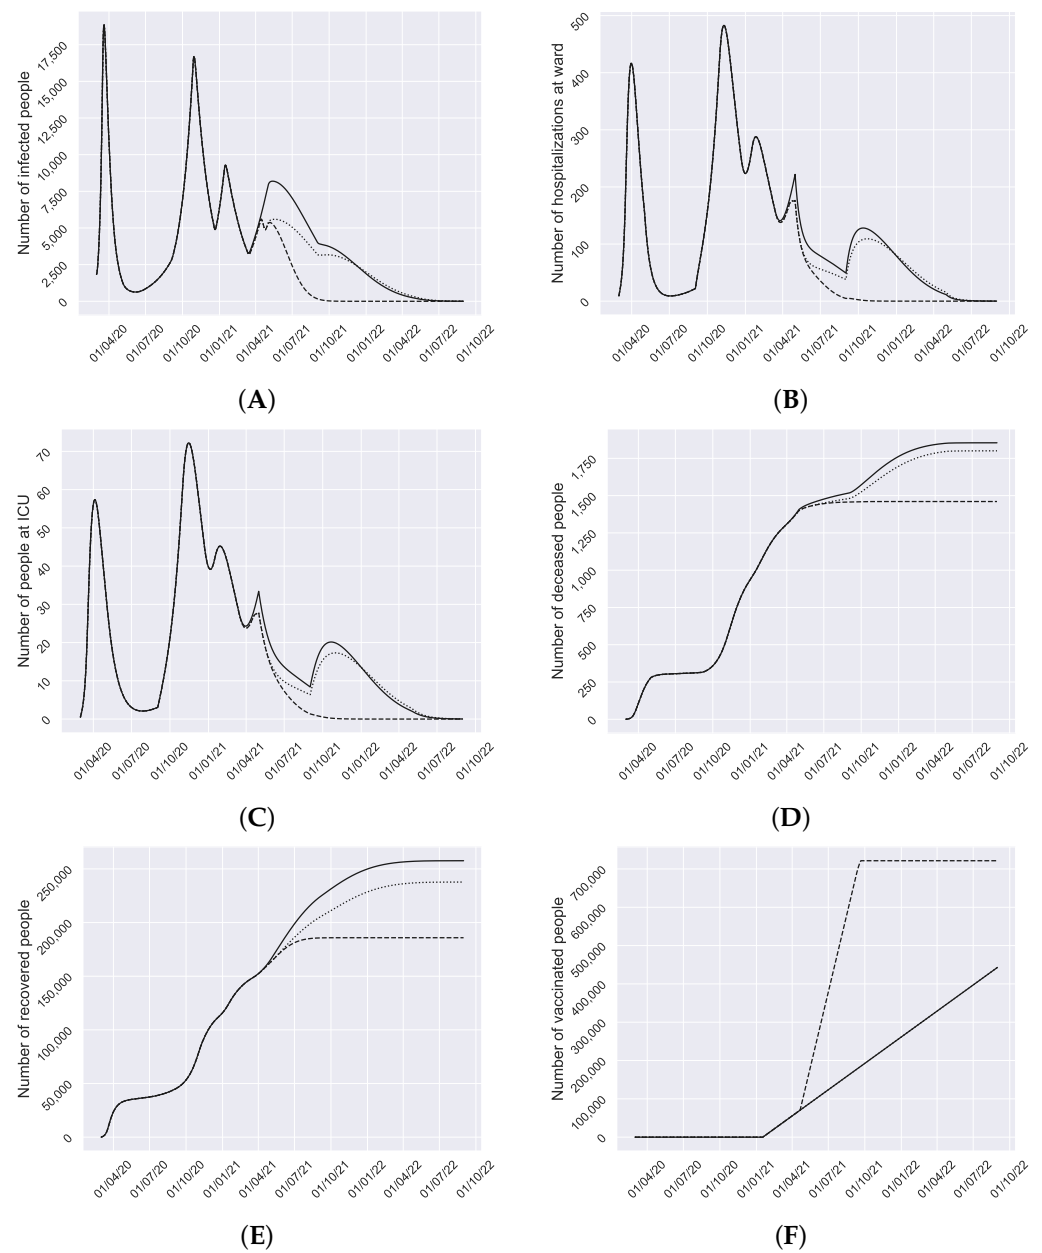 Number of infected people
17,500
15,000
12,500
10,000
7,500
5,000
2,500
0
01/04/20 01/07/20 01/10/20 01/01/21 01/04/21 01/07/21 01/10/21 01/01/22 01/04/22 01/07/22 01/10/22
(A)
Number of hospitalizations at ward
500
400
300
200
100
0
01/04/20 01/07/20 01/10/20 01/01/21 01/04/21 01/07/21 01/10/21 01/01/22 01/04/22 01/07/22 01/10/22
(B)
Number of people at ICU
70
60
50
40
30
20
10
0
01/04/20 01/07/20 01/10/20 01/01/21 01/04/21 01/07/21 01/10/21 01/01/22 01/04/22 01/07/22 01/10/22
(C)
Number of deceased people
1,750
1,500
1,250
1,000
750
500
250
0
01/04/20 01/07/20 01/10/20 01/01/21 01/04/21 01/07/21 01/10/21 01/01/22 01/04/22 01/07/22 01/10/22
(D)
Number of recovered people
250,000
200,000
150,000
100,000
50,000
0
01/04/20 01/07/20 01/10/20 01/01/21 01/04/21 01/07/21 01/10/21 01/01/22 01/04/22 01/07/22 01/10/22
(E)
Number of vaccinated people
700,000
600,000
500,000
400,000
300,000
200,000
100,000
0
01/04/20 01/07/20 01/10/20 01/01/21 01/04/21 01/07/21 01/10/21 01/01/22 01/04/22 01/07/22 01/10/22
(F)